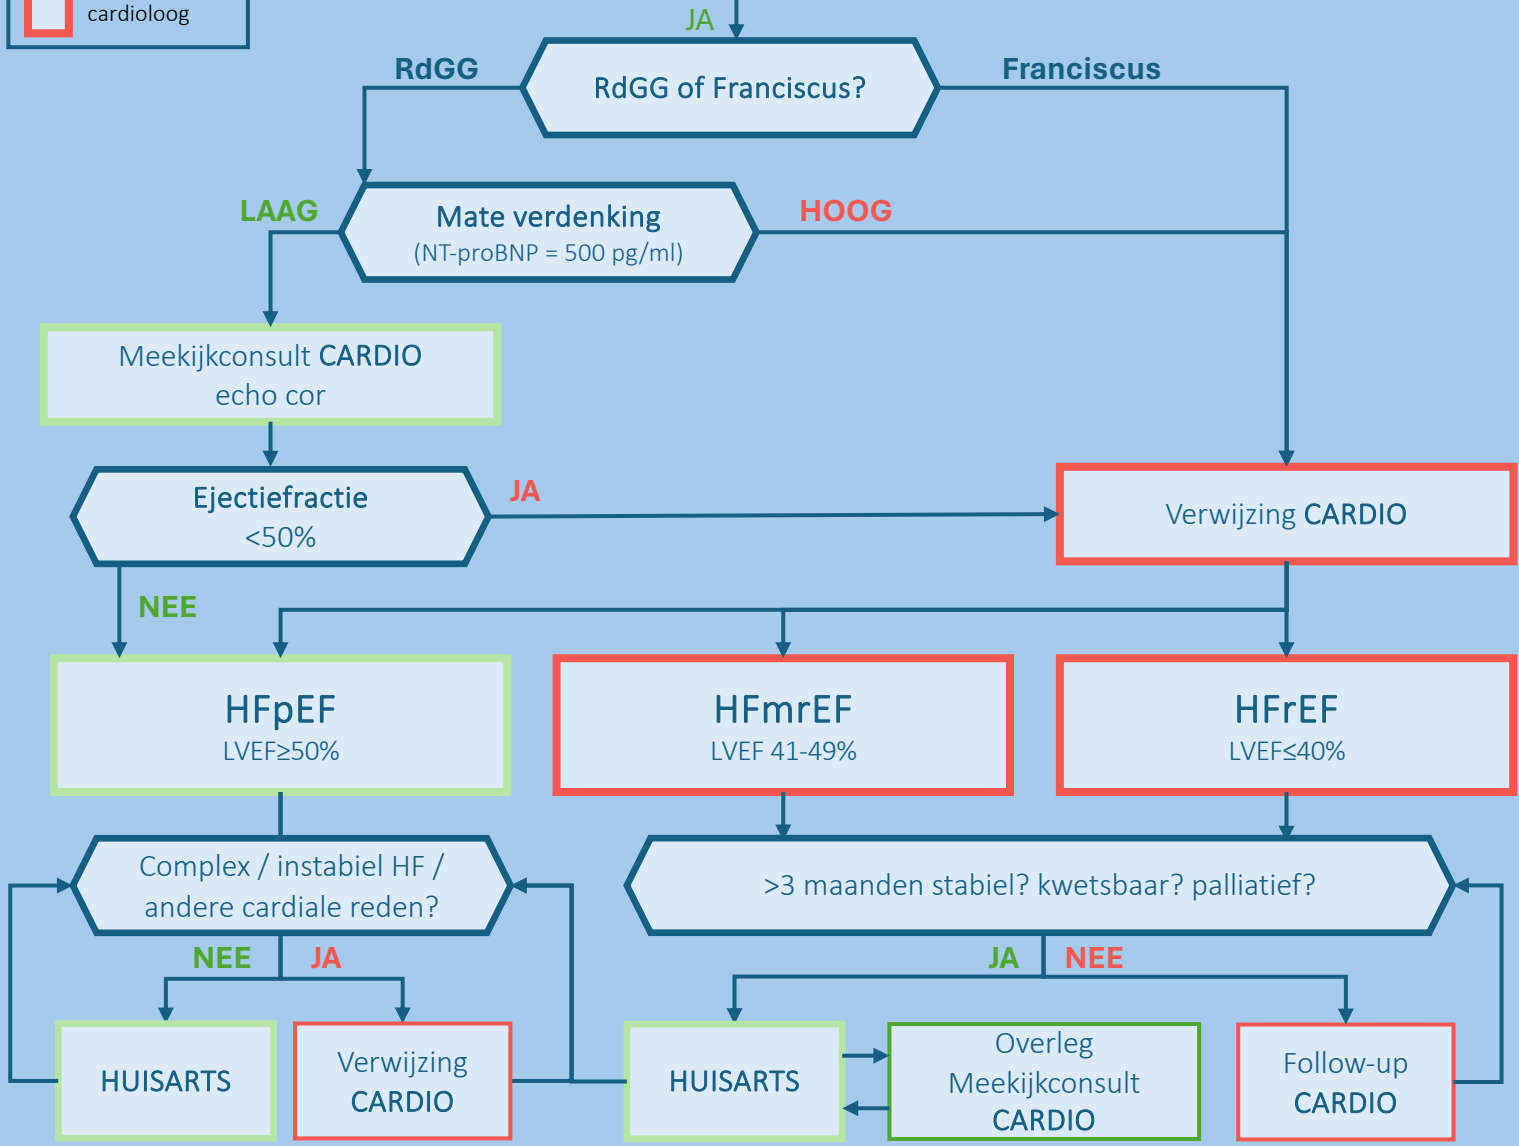 cardioloog
JA
RdGG
RdGG of Franciscus?
Franciscus
LAAG
Mate verdenking
(NT-proBNP = 500 pg/ml)
HOOG
Meekijkconsult CARDIO
echo cor
Ejectiefractie
<50%
JA
Verwijzing CARDIO
NEE
HFpEF
LVEF≥50%
HFmrEF
LVEF 41-49%
HFrEF
LVEF≤40%
Complex / instabiel HF /
andere cardiale reden?
>3 maanden stabiel? kwetsbaar? palliatief?
NEE
JA
JA
NEE
HUISARTS
Verwijzing
CARDIO
HUISARTS
Overleg
Meekijkconsult
CARDIO
Follow-up
CARDIO